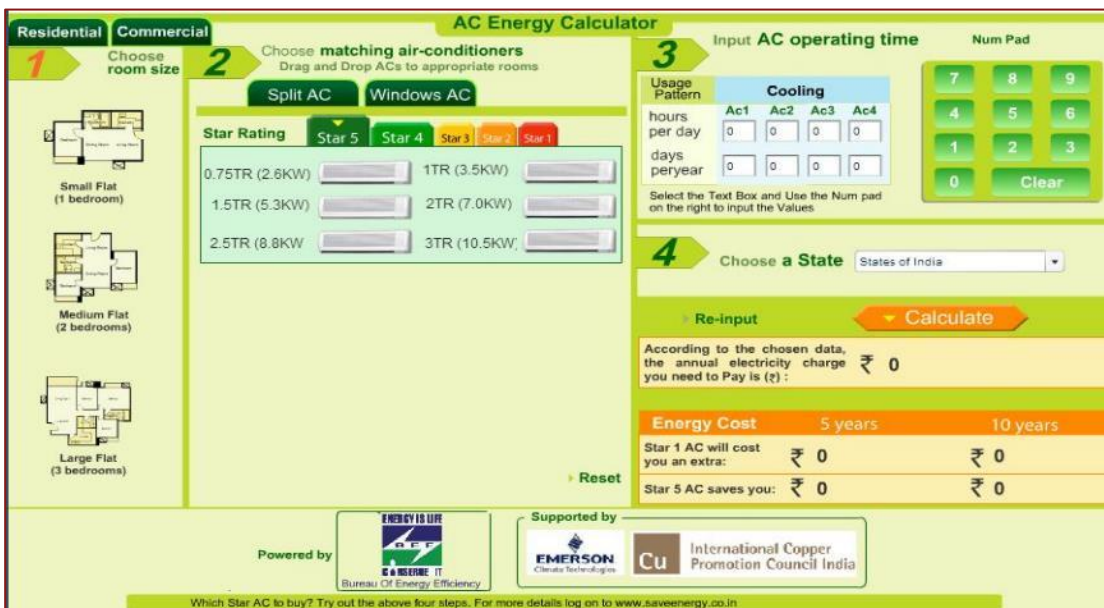 AC Energy Calculator
Residential
Commercial
1
Choose
room size
Small Flat
(1 bedroom)
Medium Flat
(2 bedrooms)
Large Flat
(3 bedrooms)
2
Choose matching air-conditioners
Drag and Drop ACs to appropriate rooms
Split AC
Windows AC
Star Rating
Star 5
Star 4
Star 3
Star 2
Star 1
0.75TR (2.6KW)
1TR (3.5KW)
1.5TR (5.3KW)
2TR (7.0KW)
2.5TR (8.8KW
3TR (10.5KW)
Reset
3
Input AC operating time
Num Pad
Usage
Pattern
Cooling
Ac1 Ac2 Ac3 Ac4
hours
per day
0 0 0 0
days
peryear
0 0 0 0
Select the Text Box and Use the Num pad
on the right to input the Values
7 8 9
4 5 6
1 2 3
0 Clear
4
Choose a State
States of India
Re-input
Calculate
According to the chosen data,
the annual electricity charge
you need to Pay is (₹) :
₹ 0
Energy Cost 5 years 10 years
Star 1 AC will cost
you an extra:
₹ 0 ₹ 0
Star 5 AC saves you: ₹ 0 ₹ 0
Powered by
ENERGY IS LIFE
BEE
CONSERVE IT
Bureau Of Energy Efficiency
Supported by
EMERSON
Climate Technologies
Cu
International Copper
Promotion Council India
Which Star AC to buy? Try out the above four steps. For more details log on to www.saveenergy.co.in